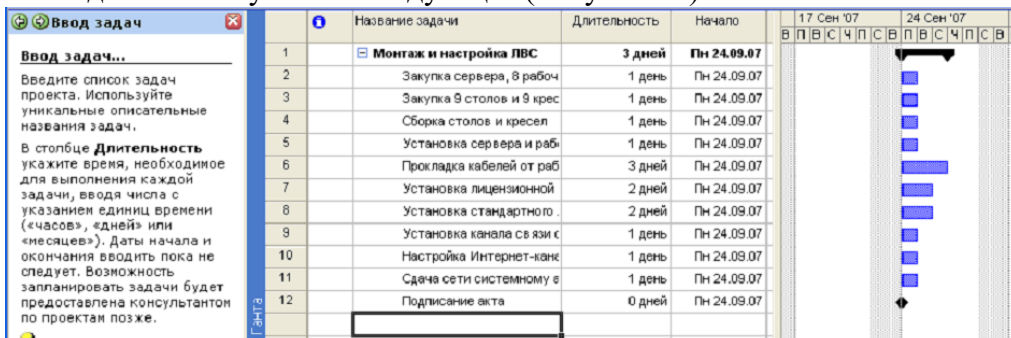 Ввод задач
Ввод задач...
Введите список задач
проекта. Используйте
уникальные описательные
названия задач.
В столбце Длительность
укажите время, необходимое
для выполнения каждой
задачи, вводя числа с
указанием единиц времени
(«часов», «дней» или
«месяцев»). Даты начала и
окончания вводить пока не
следует. Возможность
запланировать задачи будет
предоставлена консультантом
по проектам позже.
Ганта
Название задачи Длительность Начало 17 Сен '07 24 Сен '07
В П В С Ч П С В П В С Ч П С В
1 Монтаж и настройка ЛВС 3 дней Пн 24.09.07
2 Закупка сервера, 8 рабоч 1 день Пн 24.09.07
3 Закупка 9 столов и 9 крес 1 день Пн 24.09.07
4 Сборка столов и кресел 1 день Пн 24.09.07
5 Установка сервера и раб 1 день Пн 24.09.07
6 Прокладка кабелей от раб 3 дней Пн 24.09.07
7 Установка лицензионной 2 дней Пн 24.09.07
8 Установка стандартного 2 дней Пн 24.09.07
9 Установка канала связи с 1 день Пн 24.09.07
10 Настройка Интернет-кана 1 день Пн 24.09.07
11 Сдача сети системному 1 день Пн 24.09.07
12 Подписание акта 0 дней Пн 24.09.07